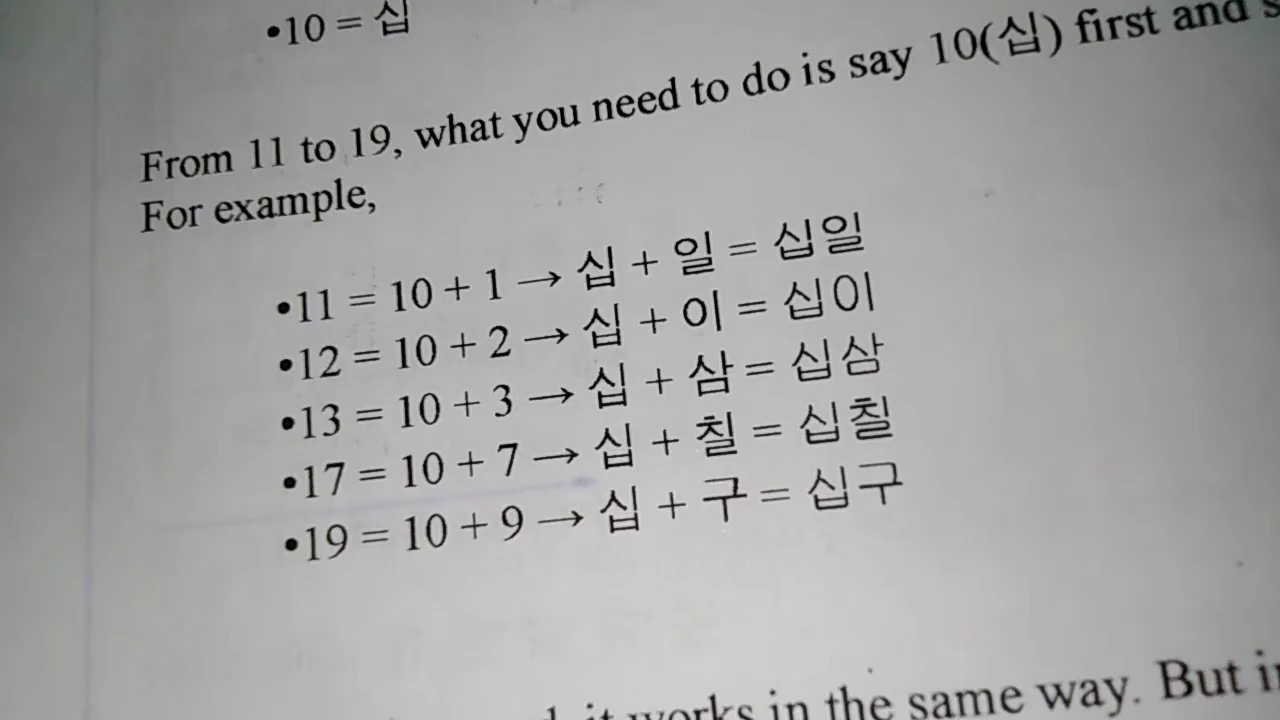 •10 = 십
From 11 to 19, what you need to do is say 10(십) first and
For example,
•11 = 10 + 1 → 십 + 일 = 십일
•12 = 10 + 2 → 십 + 이 = 십이
•13 = 10 + 3 → 십 + 삼 = 십삼
•17 = 10 + 7 → 십 + 칠 = 십칠
•19 = 10 + 9 → 십 + 구 = 십구
it works in the same way. But